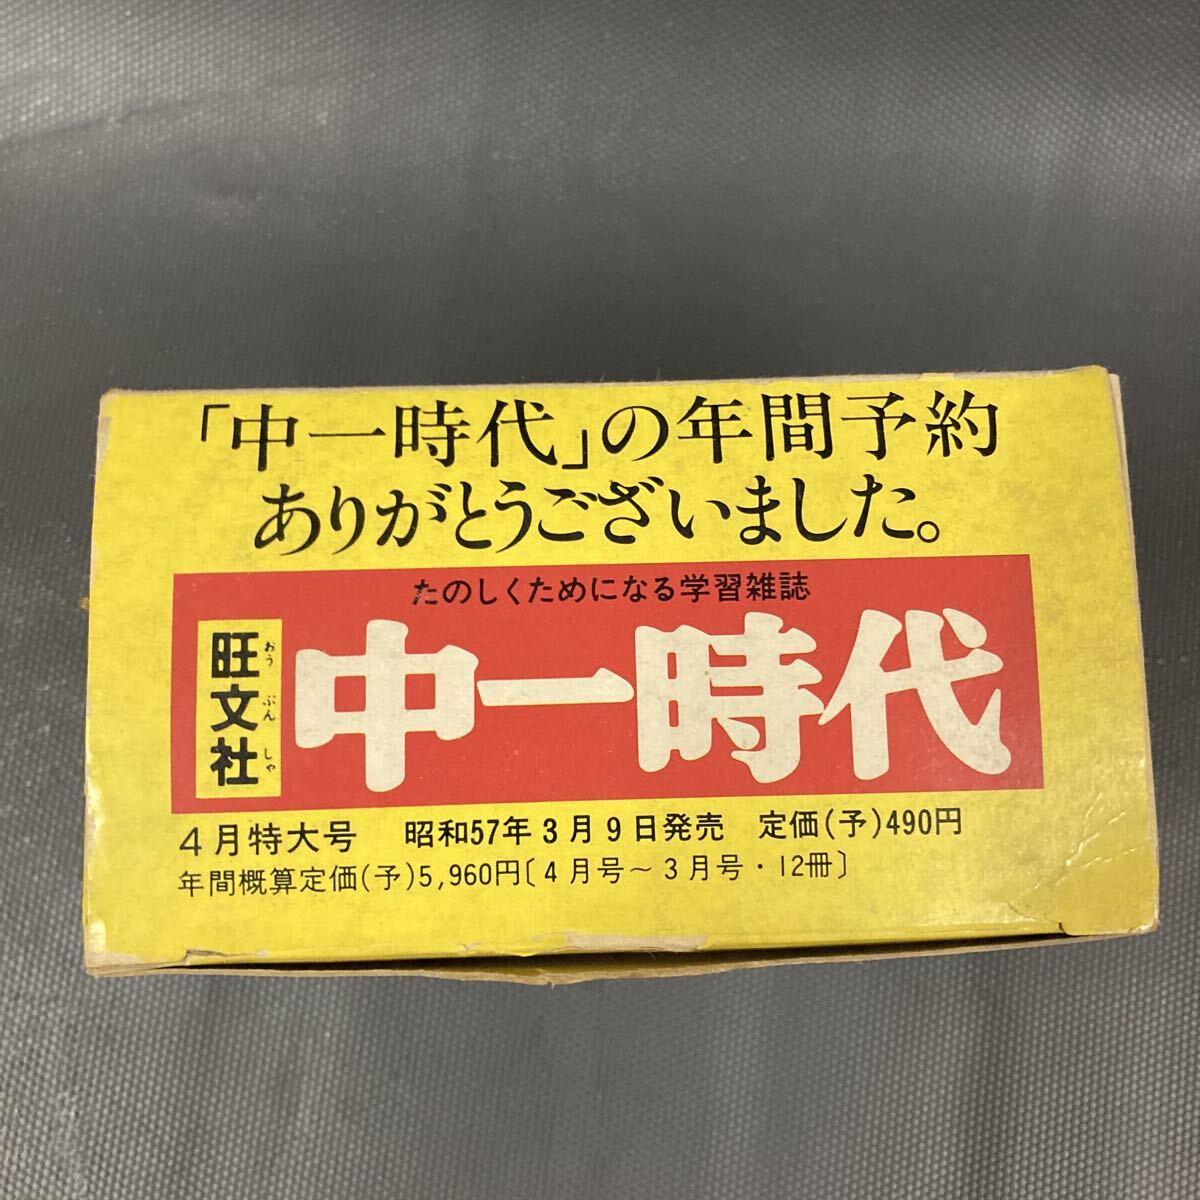 「中一時代」の年間予約
ありがとうございました。
たのしくためになる学習雑誌
旺文社
おうぶんしゃ
中一時代
4月特大号 昭和57年3月9日発売 定価(予)490円
年間概算定価(予)5,960円〔4月号～3月号・12冊〕